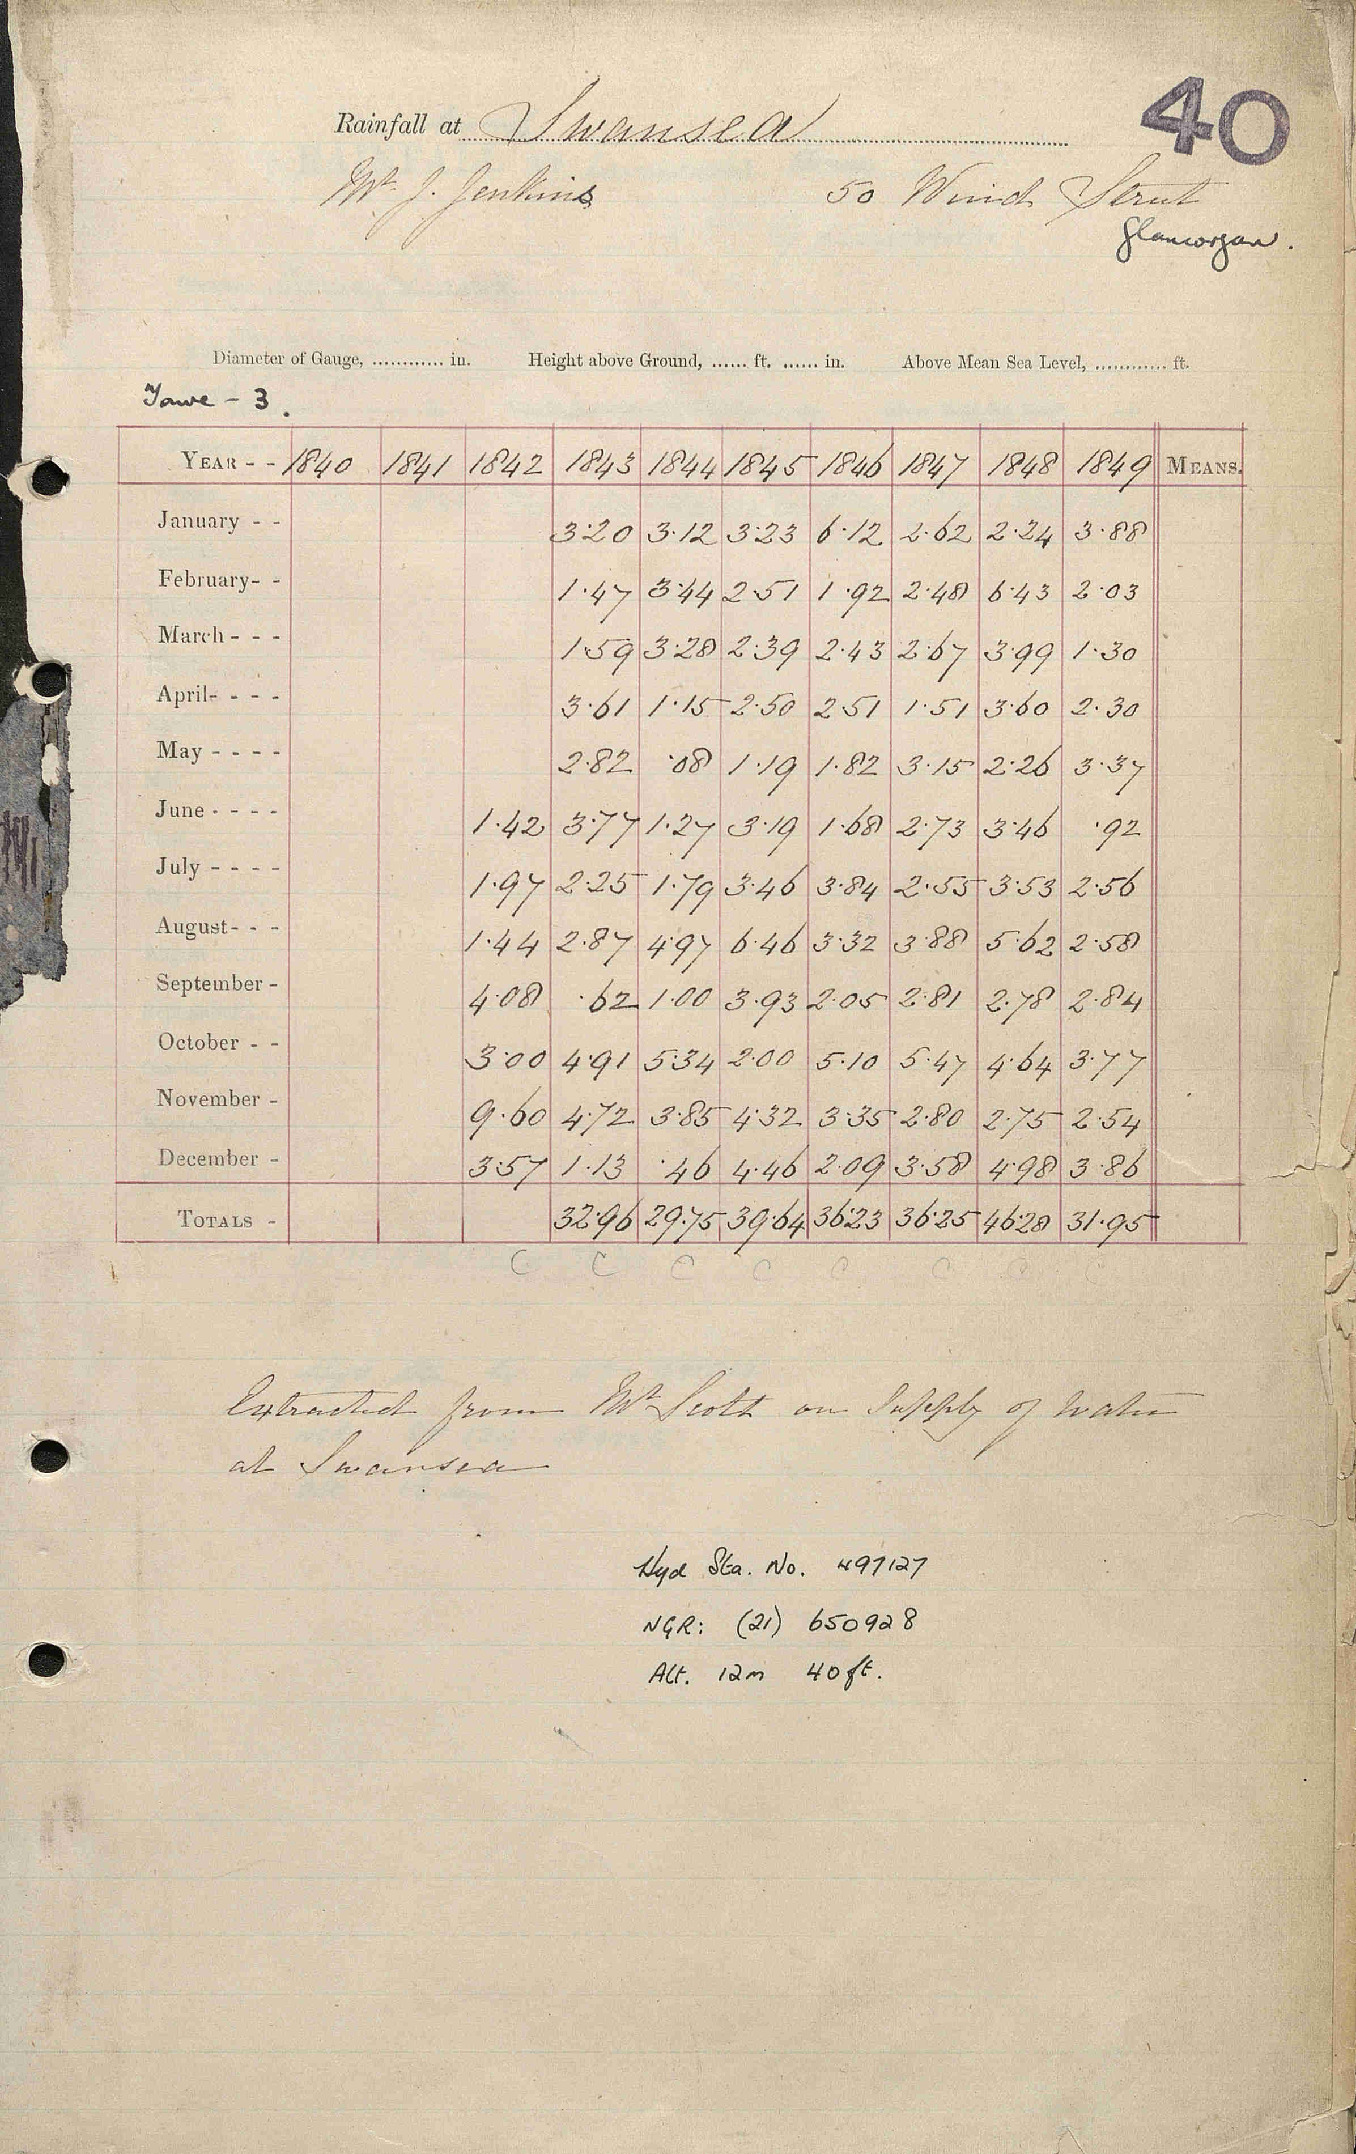 40
Rainfall at Swansea
Mr. J. Jenkins 50 Wind Street
Glamorgan.
Diameter of Gauge, ............ in. Height above Ground, ...... ft. ...... in. Above Mean Sea Level, ............ ft.
Tawe - 3.
YEAR - - 1840 1841 1842 1843 1844 1845 1846 1847 1848 1849 MEANS.
January - - 3.20 3.12 3.23 6.12 2.62 2.24 3.88
February- - 1.47 3.44 2.51 1.92 2.48 6.43 2.03
March - - - 1.59 3.28 2.39 2.43 2.67 3.99 1.30
April- - - - 3.61 1.15 2.50 2.51 1.51 3.60 2.30
May - - - - 2.82 .08 1.19 1.82 3.15 2.26 3.37
June - - - - 1.42 3.77 1.27 3.19 1.68 2.73 3.46 .92
July - - - - 1.97 2.25 1.79 3.46 3.84 2.55 3.53 2.56
August- - - 1.44 2.87 4.97 6.46 3.32 3.88 5.62 2.58
September - 4.08 .62 1.00 3.93 2.05 2.81 2.78 2.84
October - - 3.00 4.91 5.34 2.00 5.10 5.47 4.64 3.77
November - 9.60 4.72 3.85 4.32 3.35 2.80 2.75 2.54
December - 3.57 1.13 .46 4.46 2.09 3.58 4.98 3.86
TOTALS - 32.96 29.75 39.64 36.23 36.25 46.28 31.95
C C C C C C C C
Extracted from Mr Scott on Supply of Water
at Swansea
Hyd Sta. No. 497127
NGR: (21) 650928
Alt. 12m 40ft.